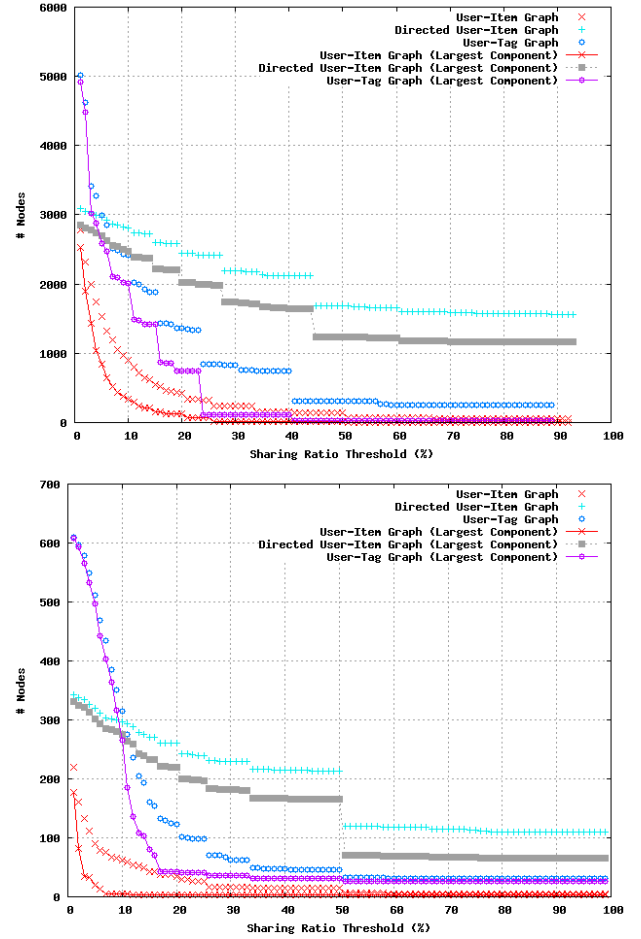 6000
5000
4000
3000
2000
1000
0
# Nodes
User-Item Graph
Directed User-Item Graph
User-Tag Graph
User-Item Graph (Largest Component)
Directed User-Item Graph (Largest Component)
User-Tag Graph (Largest Component)
0 10 20 30 40 50 60 70 80 90 100
Sharing Ratio Threshold (%)
700
600
500
400
300
200
100
0
# Nodes
User-Item Graph
Directed User-Item Graph
User-Tag Graph
User-Item Graph (Largest Component)
Directed User-Item Graph (Largest Component)
User-Tag Graph (Largest Component)
0 10 20 30 40 50 60 70 80 90 100
Sharing Ratio Threshold (%)